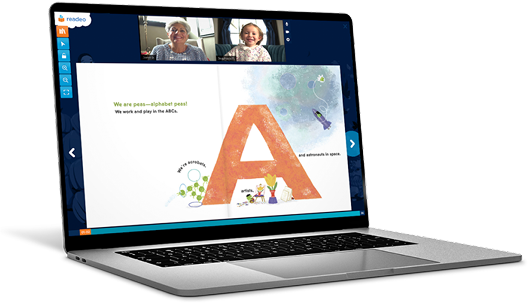 readeo
We are peas—alphabet peas!
We work and play in the ABCs.
A
We're acrobats,
artists,
and astronauts in space.